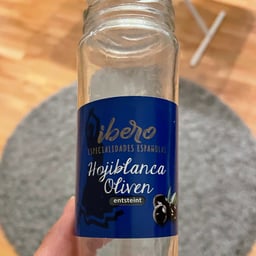 ibero
ESPECIALIDADES ESPAÑOLAS
Hojiblanca
Oliven
entsteint